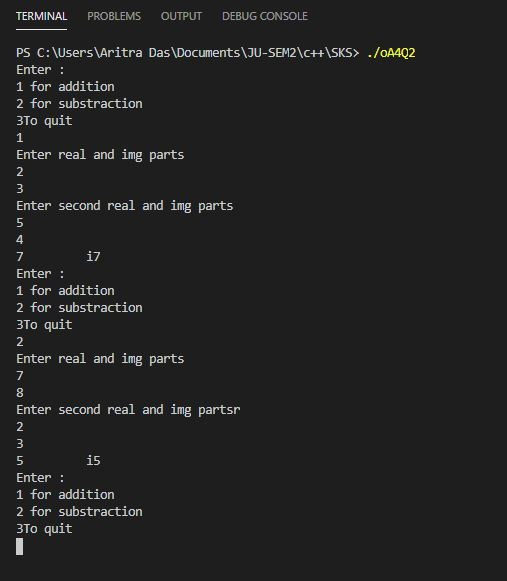 TERMINAL PROBLEMS OUTPUT DEBUG CONSOLE
PS C:\Users\Aritra Das\Documents\JU-SEM2\c++\SKS> ./oA4Q2
Enter :
1 for addition
2 for substraction
3To quit
1
Enter real and img parts
2
3
Enter second real and img parts
5
4
7 i7
Enter :
1 for addition
2 for substraction
3To quit
2
Enter real and img parts
7
8
Enter second real and img partsr
2
3
5 i5
Enter :
1 for addition
2 for substraction
3To quit